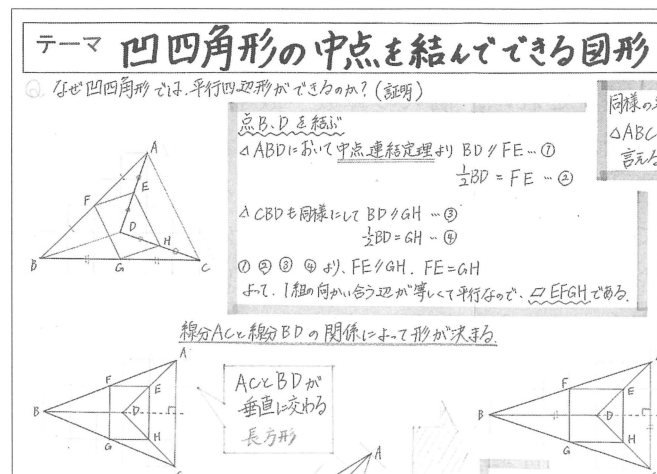 テーマ 凹四角形の中点を結んでできる図形
Q. なぜ凹四角形では、平行四辺形ができるのか？(証明)
点B、Dを結ぶ
△ABDにおいて中点連結定理より BD // FE … ①
1/2 BD = FE … ②
△CBDも同様にして BD // GH … ③
1/2 BD = GH … ④
① ② ③ ④ より、FE // GH. FE = GH
よって、1組の向かい合う辺が等しくて平行なので、▱EFGHである.
同様の
△ABC
言える
A
F
E
D
H
B
G
C
線分ACと線分BDの関係によって形が決まる.
A
F
E
B
D
G
H
C
ACとBDが
垂直に交わる
長方形
A
A
F
E
B
D
G
H